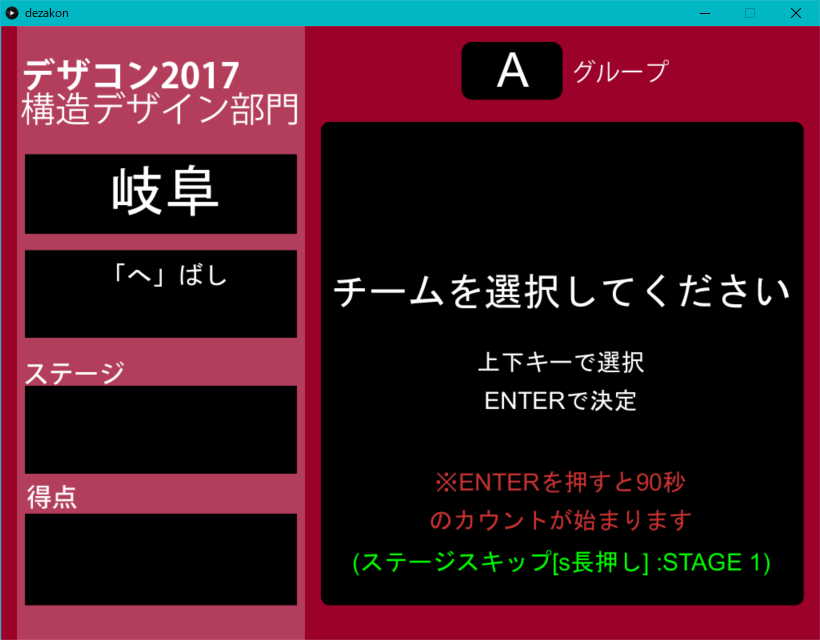 dezakon
デザコン2017
構造デザイン部門
岐阜
「へ」ばし
ステージ
得点
A グループ
チームを選択してください
上下キーで選択
ENTERで決定
※ENTERを押すと90秒
のカウントが始まります
(ステージスキップ[s長押し] :STAGE 1)